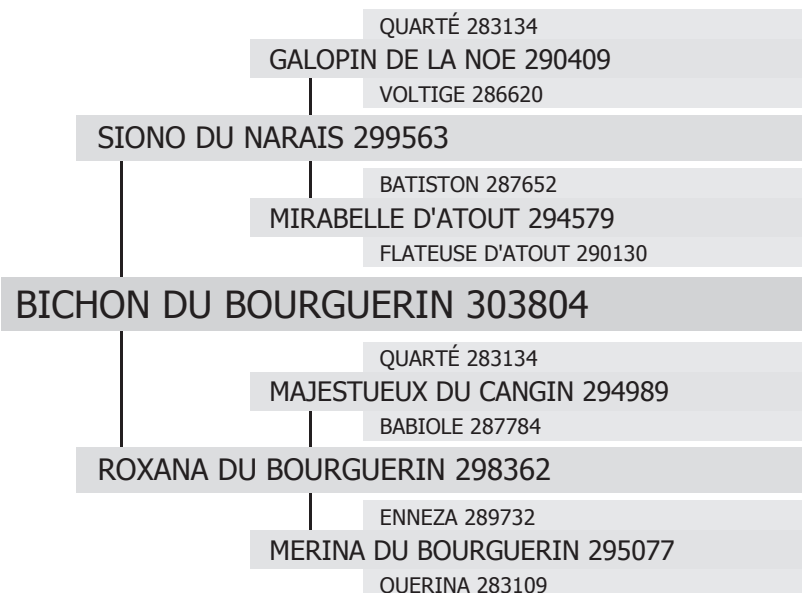 QUARTÉ 283134
GALOPIN DE LA NOE 290409
VOLTIGE 286620
SIONO DU NARAIS 299563
BATISTON 287652
MIRABELLE D'ATOUT 294579
FLATEUSE D'ATOUT 290130
BICHON DU BOURGUERIN 303804
QUARTÉ 283134
MAJESTUEUX DU CANGIN 294989
BABIOLE 287784
ROXANA DU BOURGUERIN 298362
ENNEZA 289732
MERINA DU BOURGUERIN 295077
QUERINA 283109